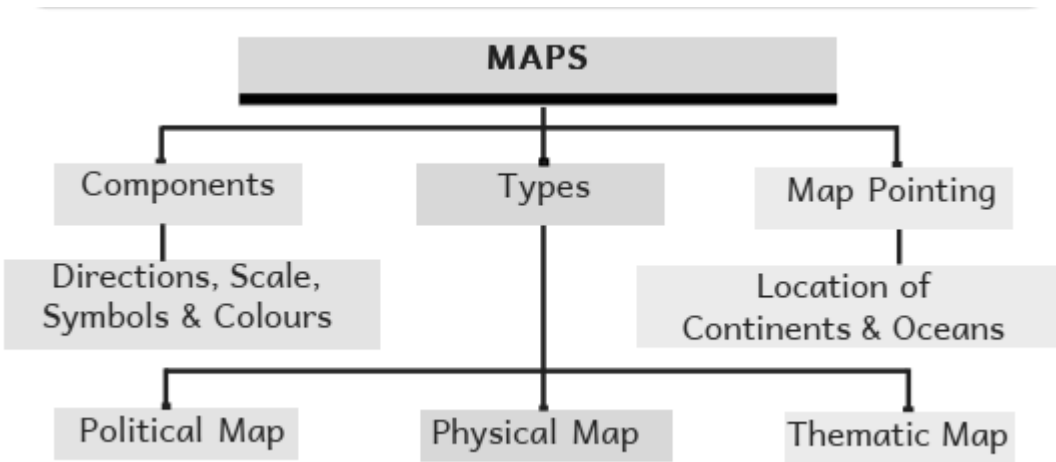 MAPS
Components
Types
Map Pointing
Directions, Scale,
Symbols & Colours
Location of
Continents & Oceans
Political Map
Physical Map
Thematic Map